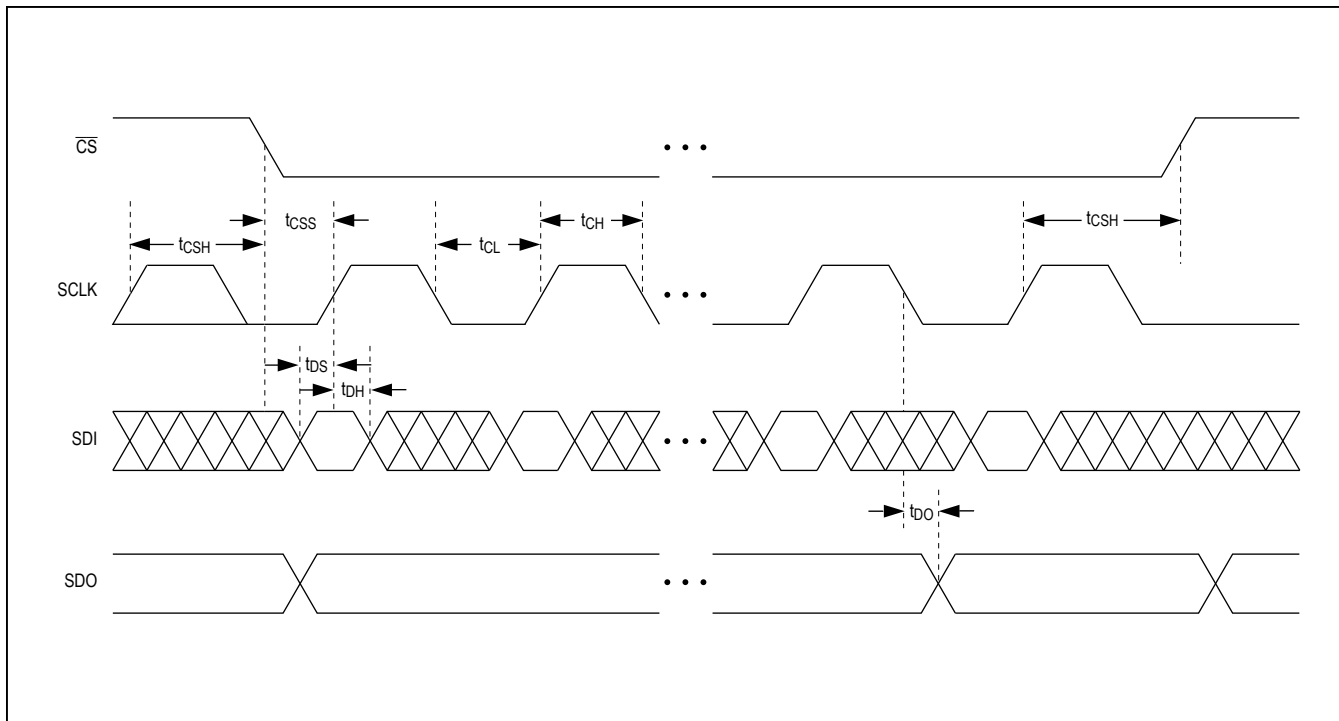 CS
• • •
tCSS
tCH
tCSH
tCSH
tCL
SCLK
• • •
tDS
tDH
SDI
• • •
tDO
SDO
• • •